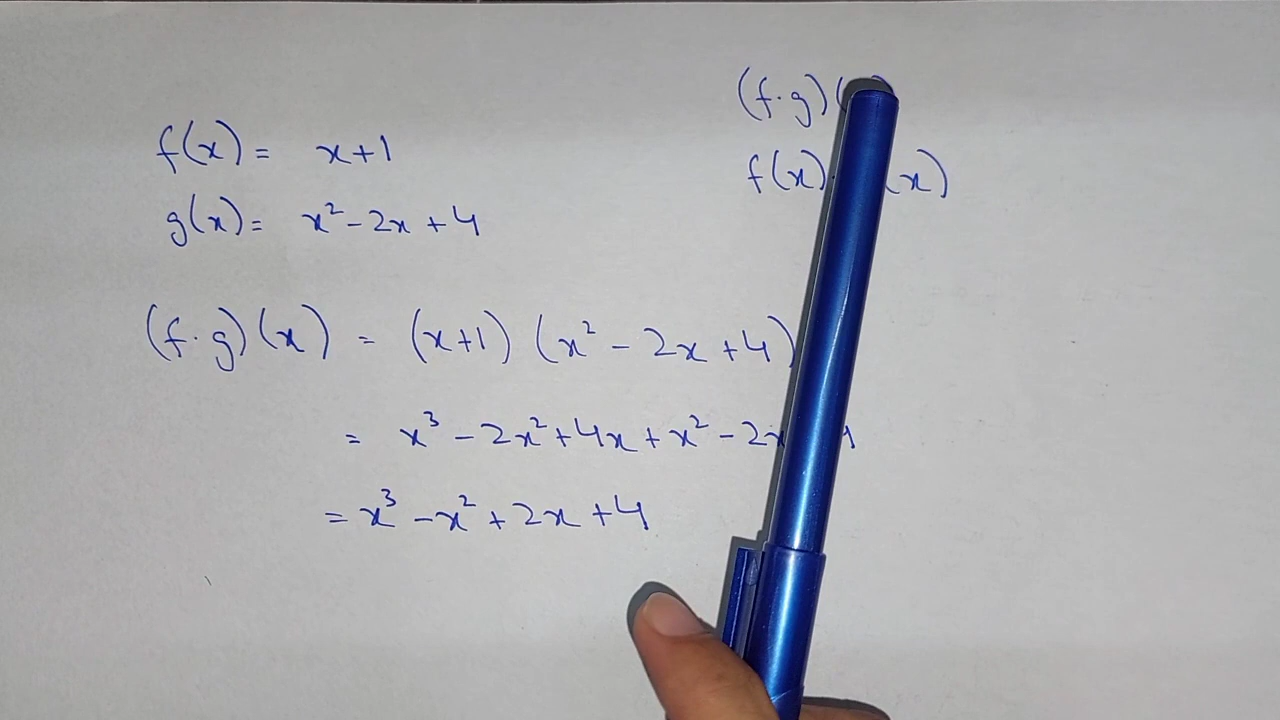 f(x) = x+1
g(x) = x² - 2x + 4
(f·g)(
f(x) (x)
(f·g)(x) = (x+1) (x² - 2x + 4)
= x³ - 2x² + 4x + x² - 2x
= x³ - x² + 2x + 4